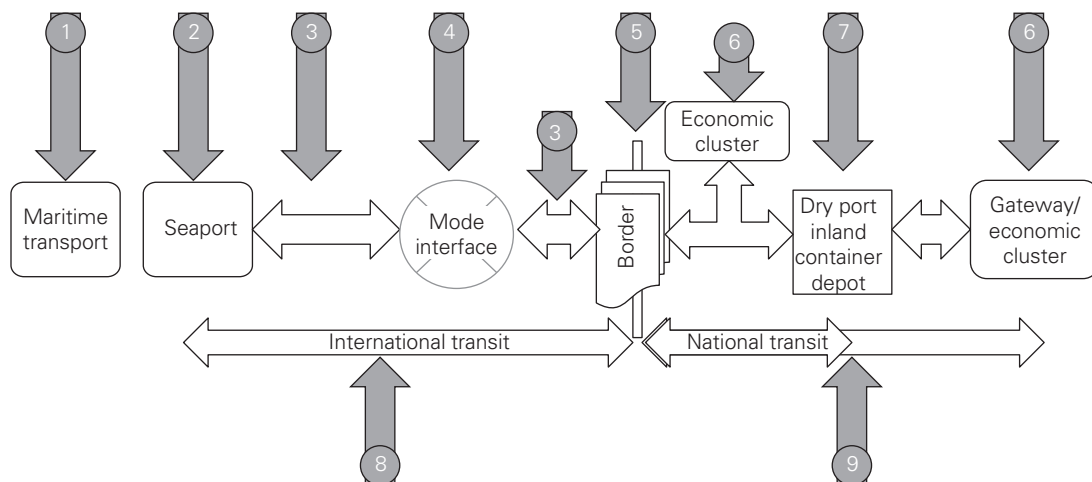 1
2
3
4
5
6
7
6
3
Economic
cluster
Maritime
transport
Seaport
Mode
interface
Border
Dry port
inland
container
depot
Gateway/
economic
cluster
International transit
National transit
8
9